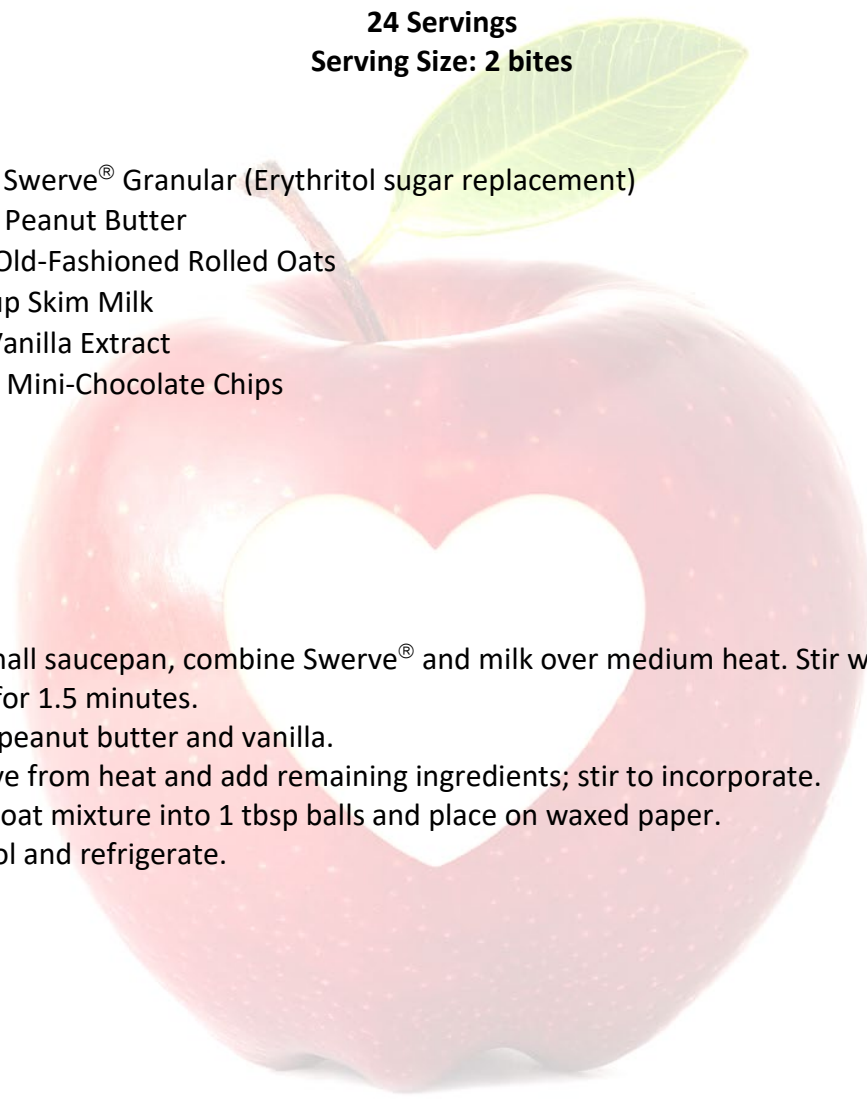 24 Servings
Serving Size: 2 bites
Swerve® Granular (Erythritol sugar replacement)
Peanut Butter
Old-Fashioned Rolled Oats
Skim Milk
Vanilla Extract
Mini-Chocolate Chips
saucepan, combine Swerve® and milk over medium heat. Stir
for 1.5 minutes.
peanut butter and vanilla.
from heat and add remaining ingredients; stir to incorporate.
oat mixture into 1 tbsp balls and place on waxed paper.
and refrigerate.